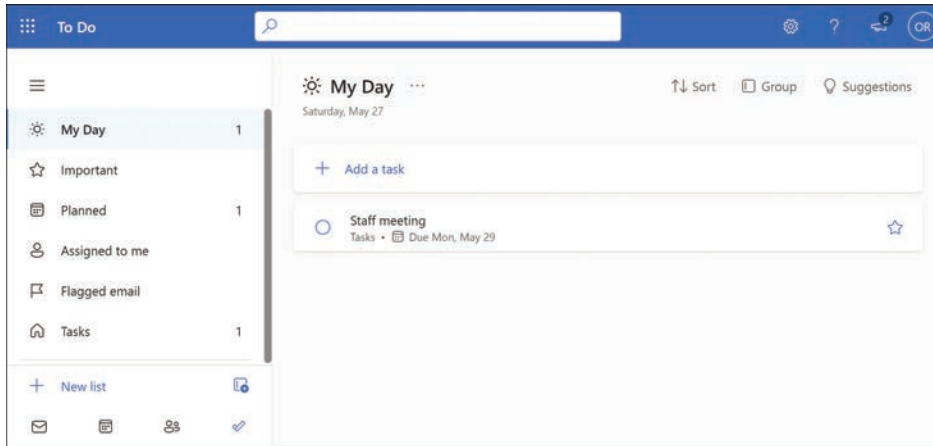 To Do
2
OR
My Day 1
Important
Planned 1
Assigned to me
Flagged email
Tasks 1
New list
My Day ...
Saturday, May 27
Sort
Group
Suggestions
Add a task
Staff meeting
Tasks • Due Mon, May 29